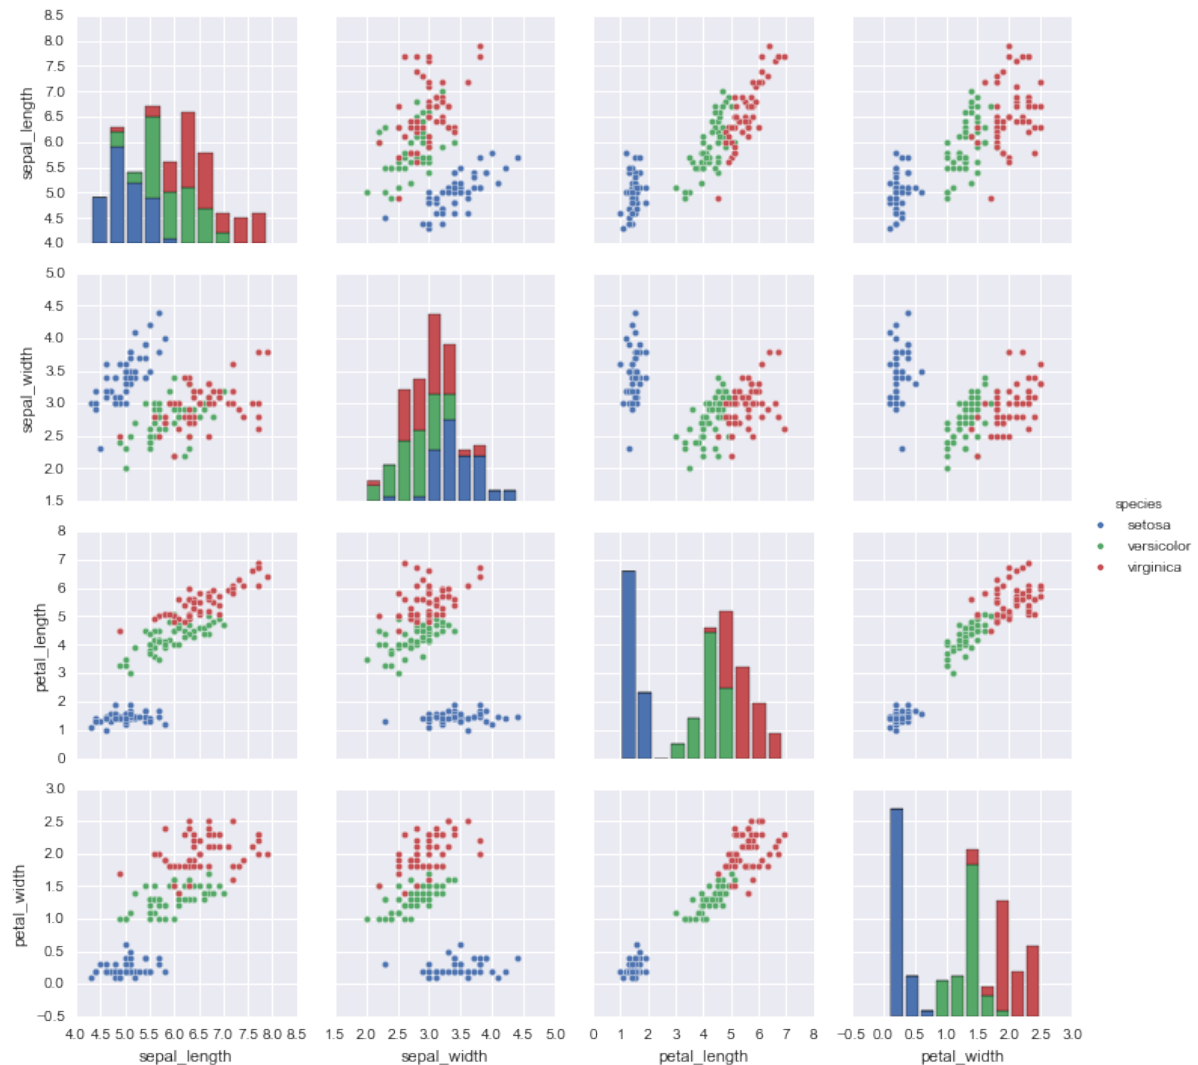 8.5
8.0
7.5
7.0
6.5
6.0
5.5
5.0
4.5
4.0
sepal_length
5.0
4.5
4.0
3.5
3.0
2.5
2.0
1.5
sepal_width
species
setosa
versicolor
virginica
8
7
6
5
4
3
2
1
0
petal_length
3.0
2.5
2.0
1.5
1.0
0.5
0.0
−0.5
petal_width
4.0 4.5 5.0 5.5 6.0 6.5 7.0 7.5 8.0 8.5
1.5 2.0 2.5 3.0 3.5 4.0 4.5 5.0
0 1 2 3 4 5 6 7 8
−0.5 0.0 0.5 1.0 1.5 2.0 2.5 3.0
sepal_length
sepal_width
petal_length
petal_width